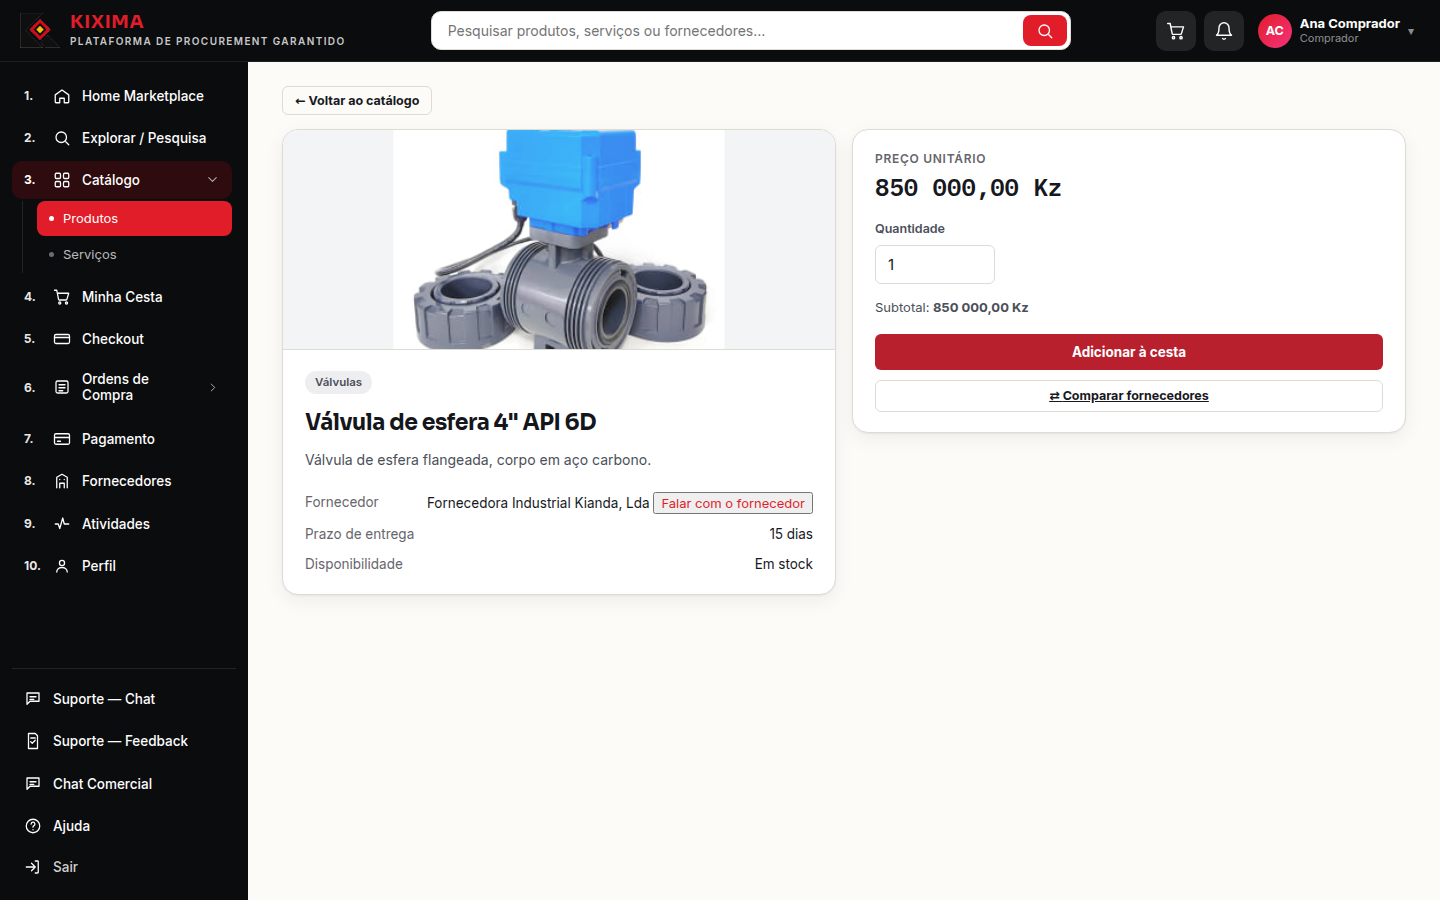 KIXIMA
PLATAFORMA DE PROCUREMENT GARANTIDO
Pesquisar produtos, serviços ou fornecedores...
AC
Ana Comprador
Comprador
1. Home Marketplace
2. Explorar / Pesquisa
3. Catálogo
Produtos
Serviços
4. Minha Cesta
5. Checkout
6. Ordens de
Compra
7. Pagamento
8. Fornecedores
9. Atividades
10. Perfil
Suporte — Chat
Suporte — Feedback
Chat Comercial
Ajuda
Sair
← Voltar ao catálogo
Válvulas
Válvula de esfera 4" API 6D
Válvula de esfera flangeada, corpo em aço carbono.
Fornecedor Fornecedora Industrial Kianda, Lda Falar com o fornecedor
Prazo de entrega 15 dias
Disponibilidade Em stock
PREÇO UNITÁRIO
850 000,00 Kz
Quantidade
1
Subtotal: 850 000,00 Kz
Adicionar à cesta
⇄ Comparar fornecedores